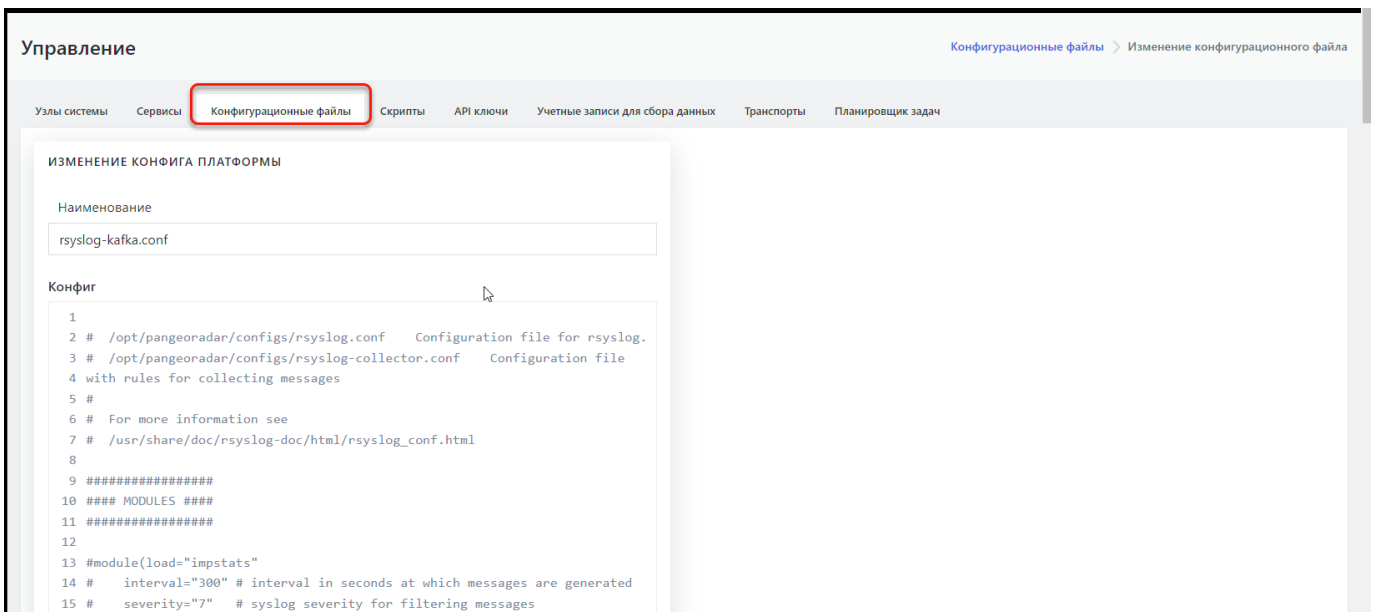 Управление
Конфигурационные файлы > Изменение конфигурационного файла
Узлы системы Сервисы Конфигурационные файлы Скрипты API ключи Учетные записи для сбора данных Транспорты Планировщик задач
ИЗМЕНЕНИЕ КОНФИГА ПЛАТФОРМЫ
Наименование
rsyslog-kafka.conf
Конфиг
1
2 # /opt/pangeoradar/configs/rsyslog.conf    Configuration file for rsyslog.
3 # /opt/pangeoradar/configs/rsyslog-collector.conf    Configuration file
4 with rules for collecting messages
5 #
6 # For more information see
7 # /usr/share/doc/rsyslog-doc/html/rsyslog_conf.html
8
9 #################
10 #### MODULES ####
11 #################
12
13 #module(load="impstats"
14 #    interval="300" # interval in seconds at which messages are generated
15 #    severity="7"   # syslog severity for filtering messages